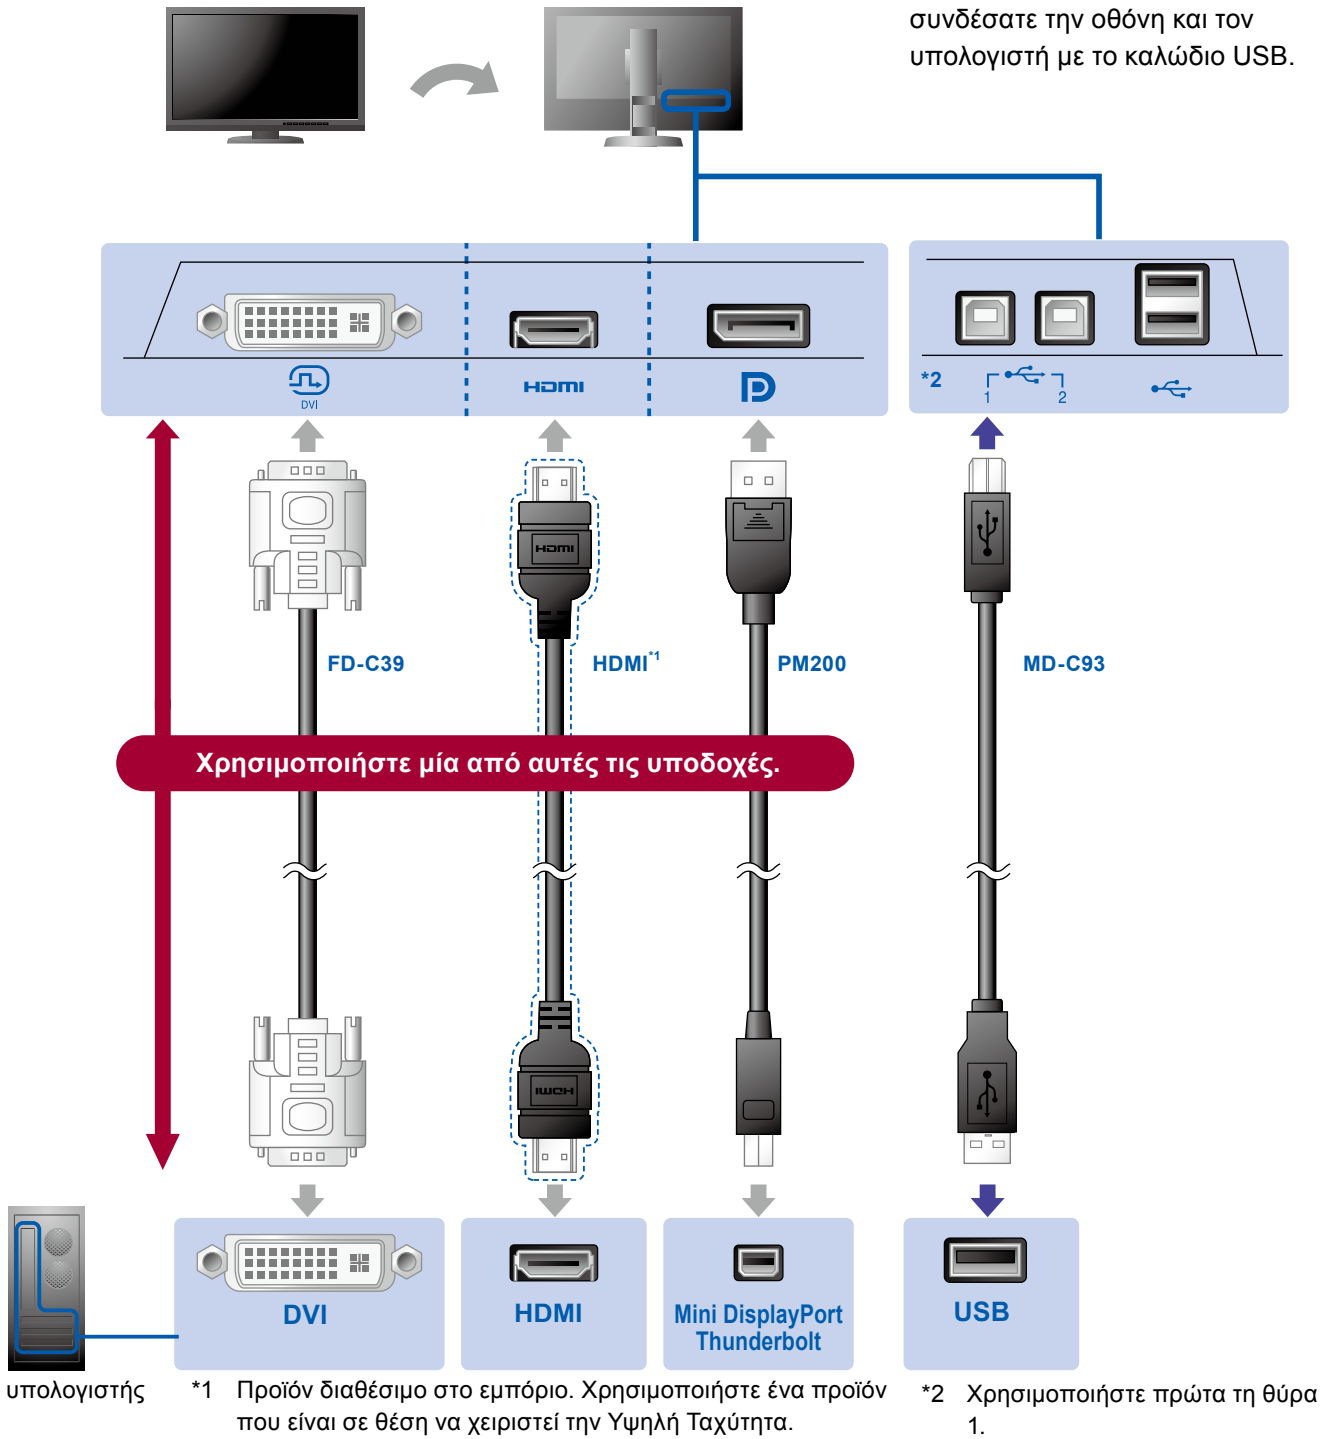 συνδέσατε την οθόνη και τον
υπολογιστή με το καλώδιο USB.
DVI
HDMI
*2
1
2
HDMI
FD-C39
HDMI*1
PM200
MD-C93
Χρησιμοποιήστε μία από αυτές τις υποδοχές.
HDMI
DVI
HDMI
Mini DisplayPort
Thunderbolt
USB
υπολογιστής
*1 Προϊόν διαθέσιμο στο εμπόριο. Χρησιμοποιήστε ένα προϊόν
που είναι σε θέση να χειριστεί την Υψηλή Ταχύτητα.
*2 Χρησιμοποιήστε πρώτα τη θύρα
1.